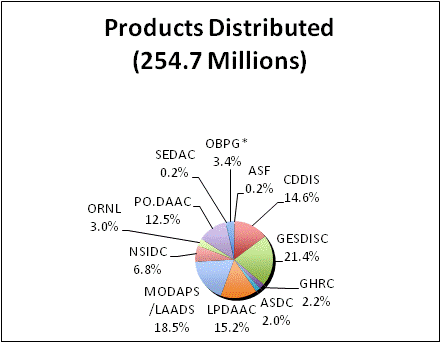 Products Distributed
(254.7 Millions)
OBPG*
3.4%
ASF
0.2%
CDDIS
14.6%
GESDISC
21.4%
GHRC
2.2%
ASDC
2.0%
LPDAAC
15.2%
MODAPS
/LAADS
18.5%
NSIDC
6.8%
ORNL
3.0%
PO.DAAC
12.5%
SEDAC
0.2%